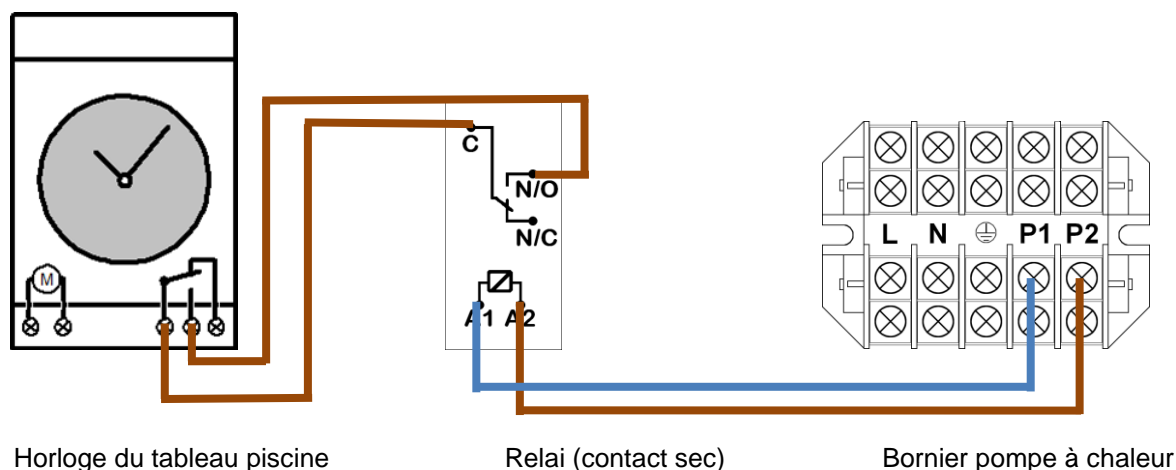 C
N/O
N/C
M
A1 A2
L N P1 P2
Horloge du tableau piscine Relai (contact sec) Bornier pompe à chaleur